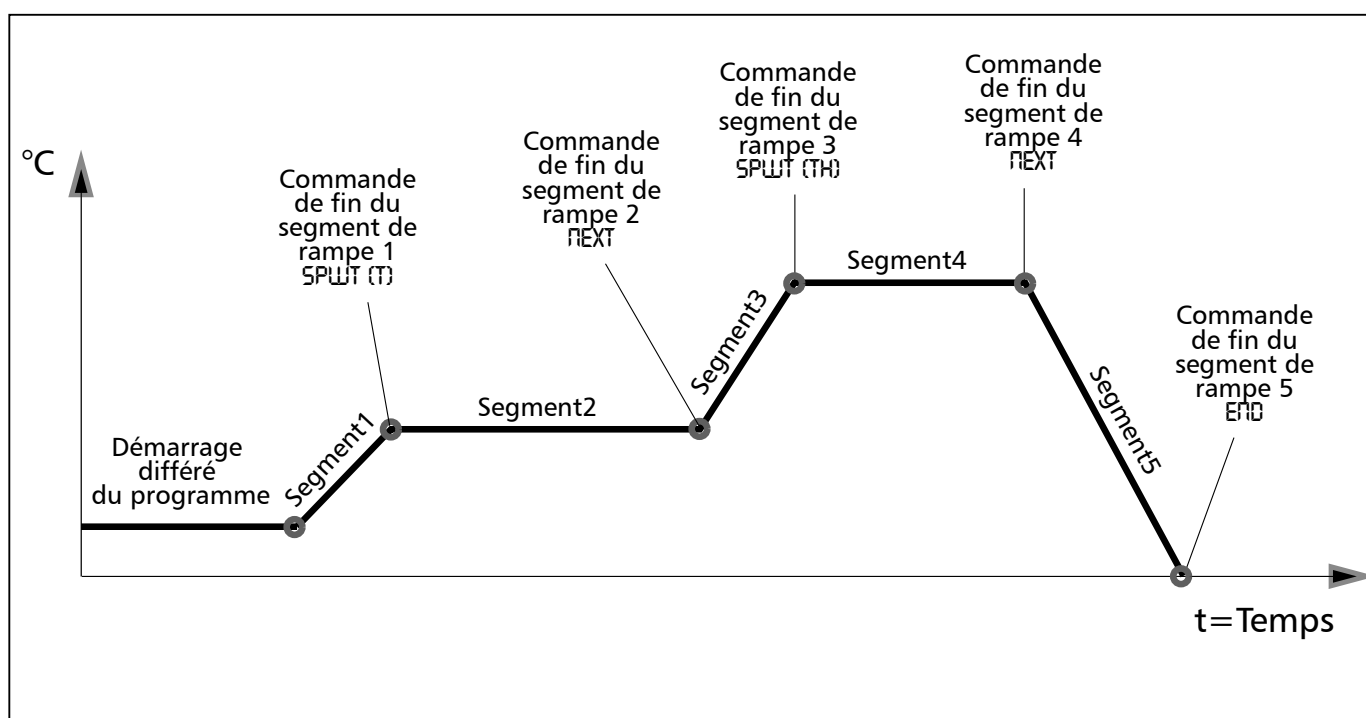 °C
Commande
de fin du
segment de
rampe 1
SPWT (T)
Commande
de fin du
segment de
rampe 2
NEXT
Commande
de fin du
segment de
rampe 3
SPWT (TH)
Commande
de fin du
segment de
rampe 4
NEXT
Commande
de fin du
segment de
rampe 5
END
Démarrage
différé
du programme
Segment1
Segment2
Segment3
Segment4
Segment5
t=Temps